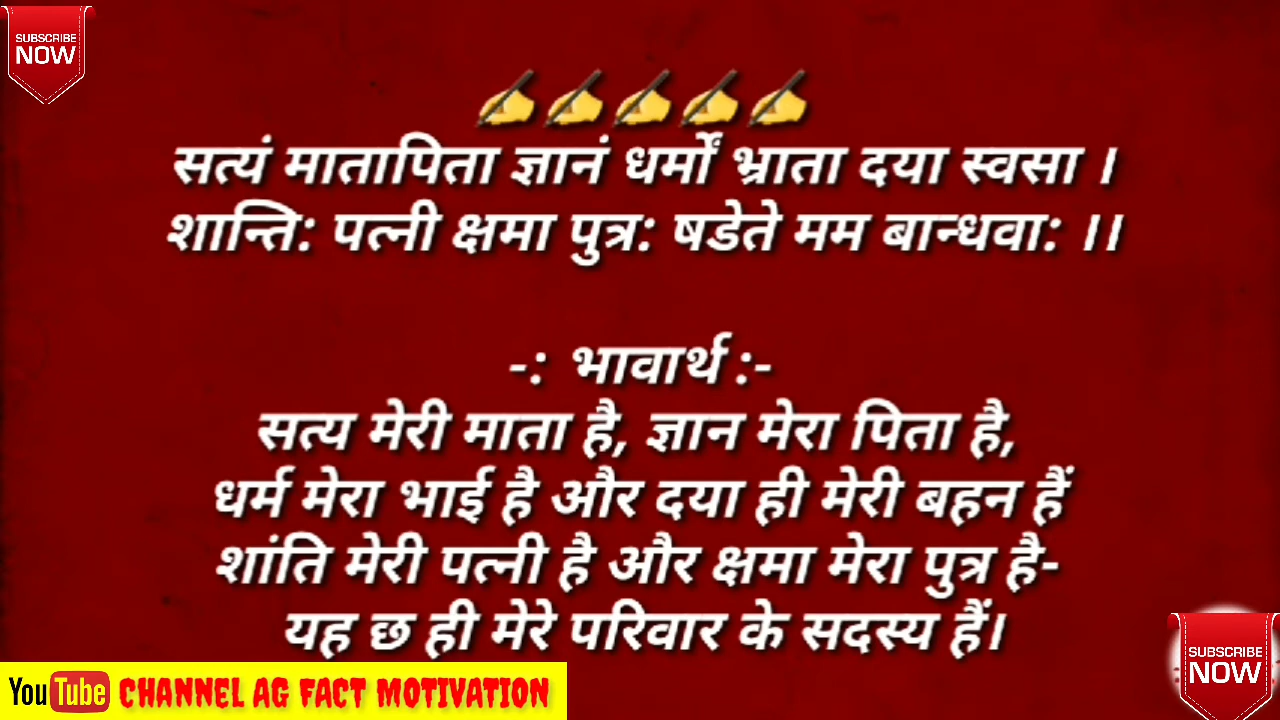 SUBSCRIBE
NOW
✍✍✍✍✍
सत्यं मातापिता ज्ञानं धर्मों भ्राता दया स्वसा ।
शान्ति: पत्नी क्षमा पुत्र: षडेते मम बान्धवा: ।।
-: भावार्थ :-
सत्य मेरी माता है, ज्ञान मेरा पिता है,
धर्म मेरा भाई है और दया ही मेरी बहन हैं
शांति मेरी पत्नी है और क्षमा मेरा पुत्र है-
यह छ ही मेरे परिवार के सदस्य हैं।
YouTube CHANNEL AG FACT MOTIVATION
SUBSCRIBE
NOW